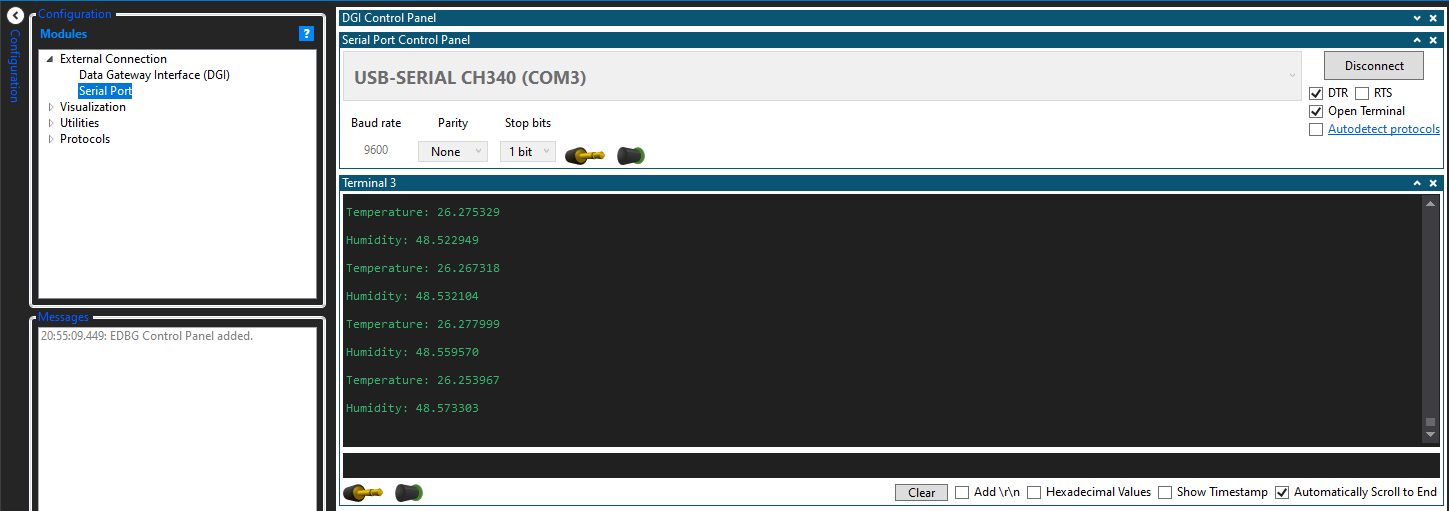 Configuration
Configuration
Modules
?
External Connection
Data Gateway Interface (DGI)
Serial Port
Visualization
Utilities
Protocols
Messages
20:55:09.449: EDBG Control Panel added.
DGI Control Panel
Serial Port Control Panel
USB-SERIAL CH340 (COM3)
Disconnect
DTR RTS
Open Terminal
Autodetect protocols
Baud rate Parity Stop bits
9600 None 1 bit
Terminal 3
Temperature: 26.275329
Humidity: 48.522949
Temperature: 26.267318
Humidity: 48.532104
Temperature: 26.277999
Humidity: 48.559570
Temperature: 26.253967
Humidity: 48.573303
Clear Add \r\n Hexadecimal Values Show Timestamp Automatically Scroll to End